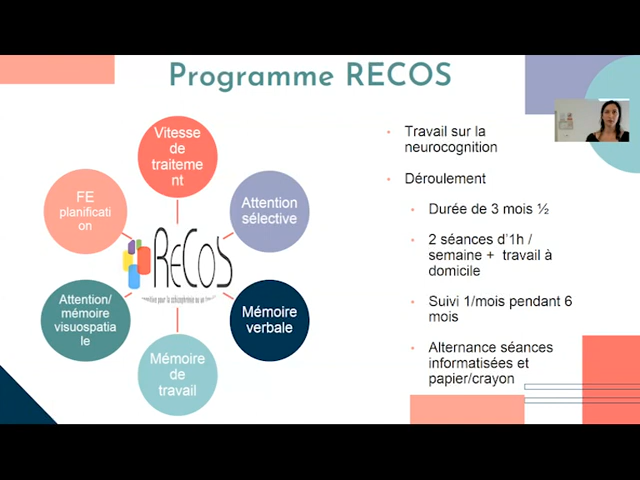 Programme RECOS
Vitesse
de
traiteme
nt
Attention
sélective
Mémoire
verbale
Mémoire
de
travail
Attention/
mémoire
visuospatia
le
FE
planificati
on
RECOS
• Travail sur la
neurocognition
• Déroulement
• Durée de 3 mois ½
• 2 séances d'1h /
semaine + travail à
domicile
• Suivi 1/mois pendant 6
mois
• Alternance séances
informatisées et
papier/crayon